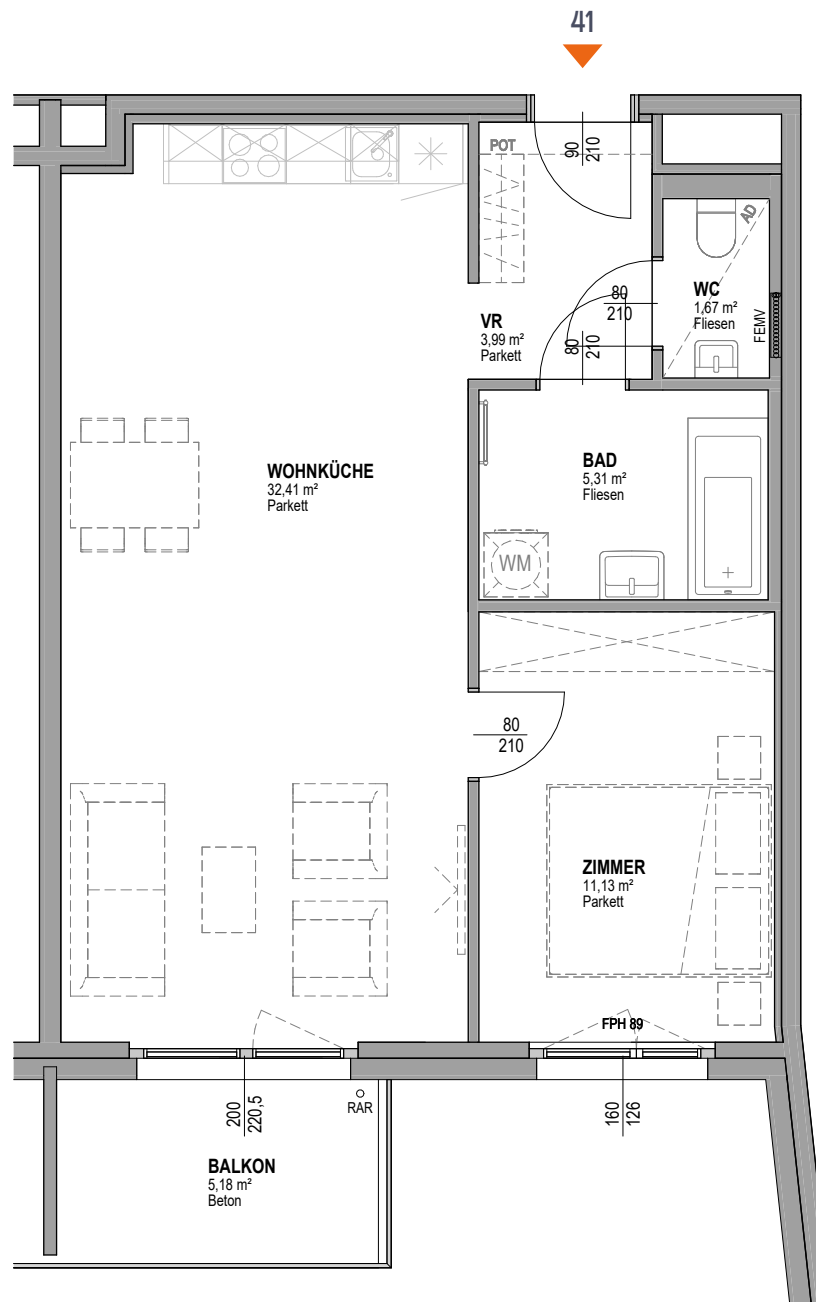 41
POT
90
210
AD
WC
1,67 m²
Fliesen
FEMV
80
210
VR
3,99 m²
Parkett
80
210
WOHNKÜCHE
32,41 m²
Parkett
BAD
5,31 m²
Fliesen
WM
80
210
ZIMMER
11,13 m²
Parkett
FPH 89
200
220,5
RAR
160
126
BALKON
5,18 m²
Beton